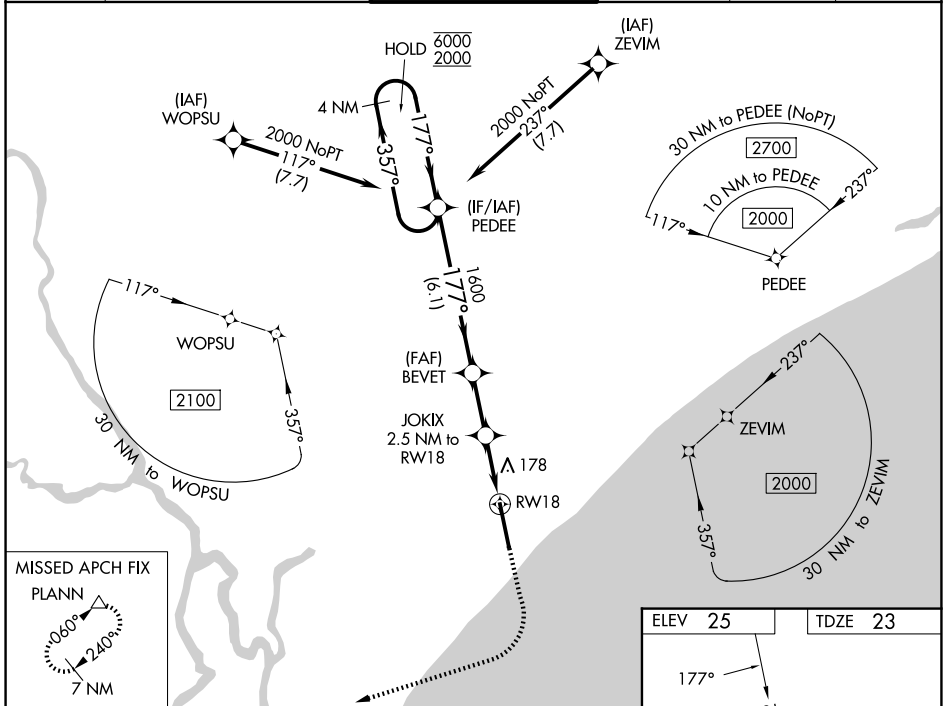 (IAF)
ZEVIM
HOLD 6000
2000
4 NM
(IAF)
WOPSU
2000 NoPT
117°
(7.7)
2000 NoPT
237°
(7.7)
177°
357°
(IF/IAF)
PEDEE
30 NM to PEDEE (NoPT)
2700
10 NM to PEDEE
2000
117°
237°
PEDEE
1600
177°
(6.1)
117°
WOPSU
2100
357°
30 NM to WOPSU
(FAF)
BEVET
JOKIX
2.5 NM to
RW18
178
RW18
237°
ZEVIM
2000
357°
30 NM to ZEVIM
MISSED APCH FIX
PLANN
060°
240°
7 NM
ELEV 25
TDZE 23
177°